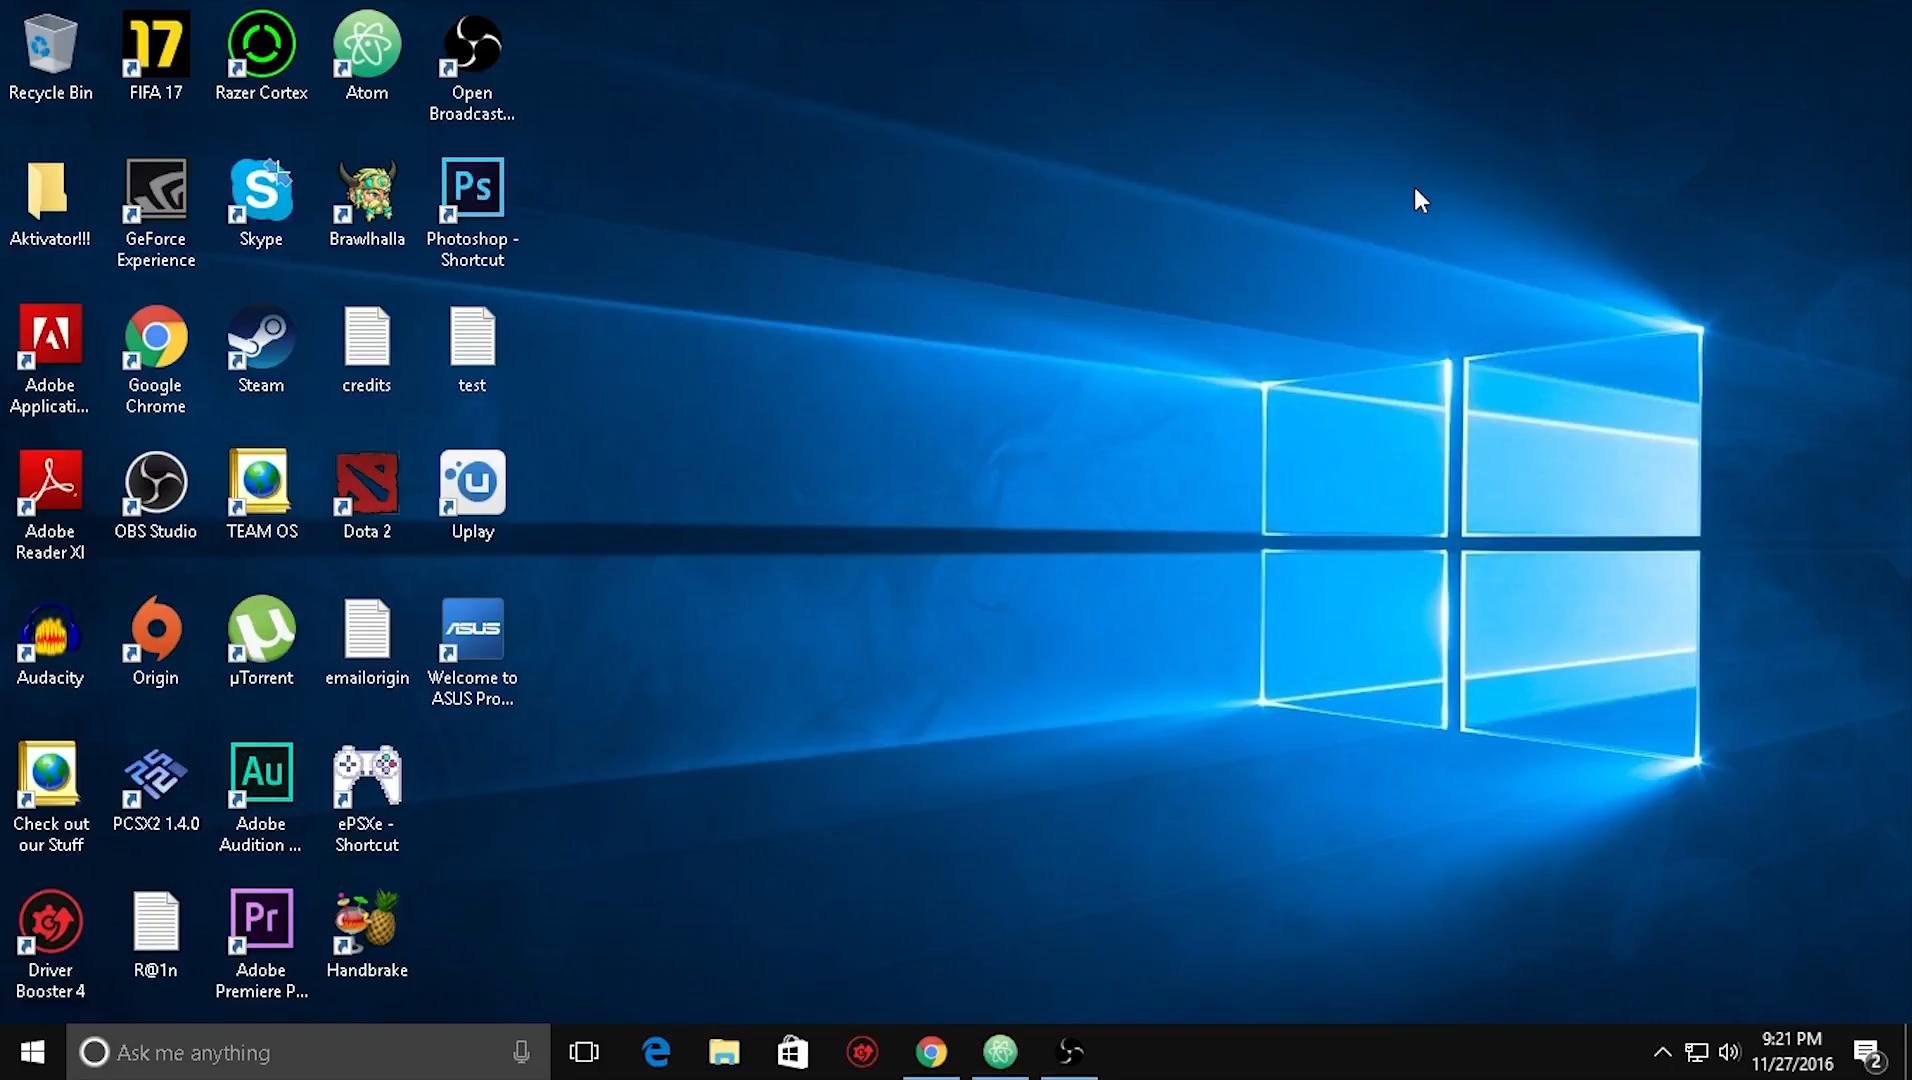 17
Recycle Bin
FIFA 17
Razer Cortex
Atom
Open
Broadcast...
S
Ps
Aktivator!!!
GeForce
Experience
Skype
Brawlhalla
Photoshop -
Shortcut
Adobe
Applicati...
Google
Chrome
Steam
credits
test
u
Adobe
Reader XI
OBS Studio
TEAM OS
Dota 2
Uplay
µ
ASUS
Audacity
Origin
µTorrent
emailorigin
Welcome to
ASUS Pro...
Au
Check out
our Stuff
PCSX2 1.4.0
Adobe
Audition ...
ePSXe -
Shortcut
Pr
Driver
Booster 4
R@1n
Adobe
Premiere P...
Handbrake
Ask me anything
9:21 PM
11/27/2016
2